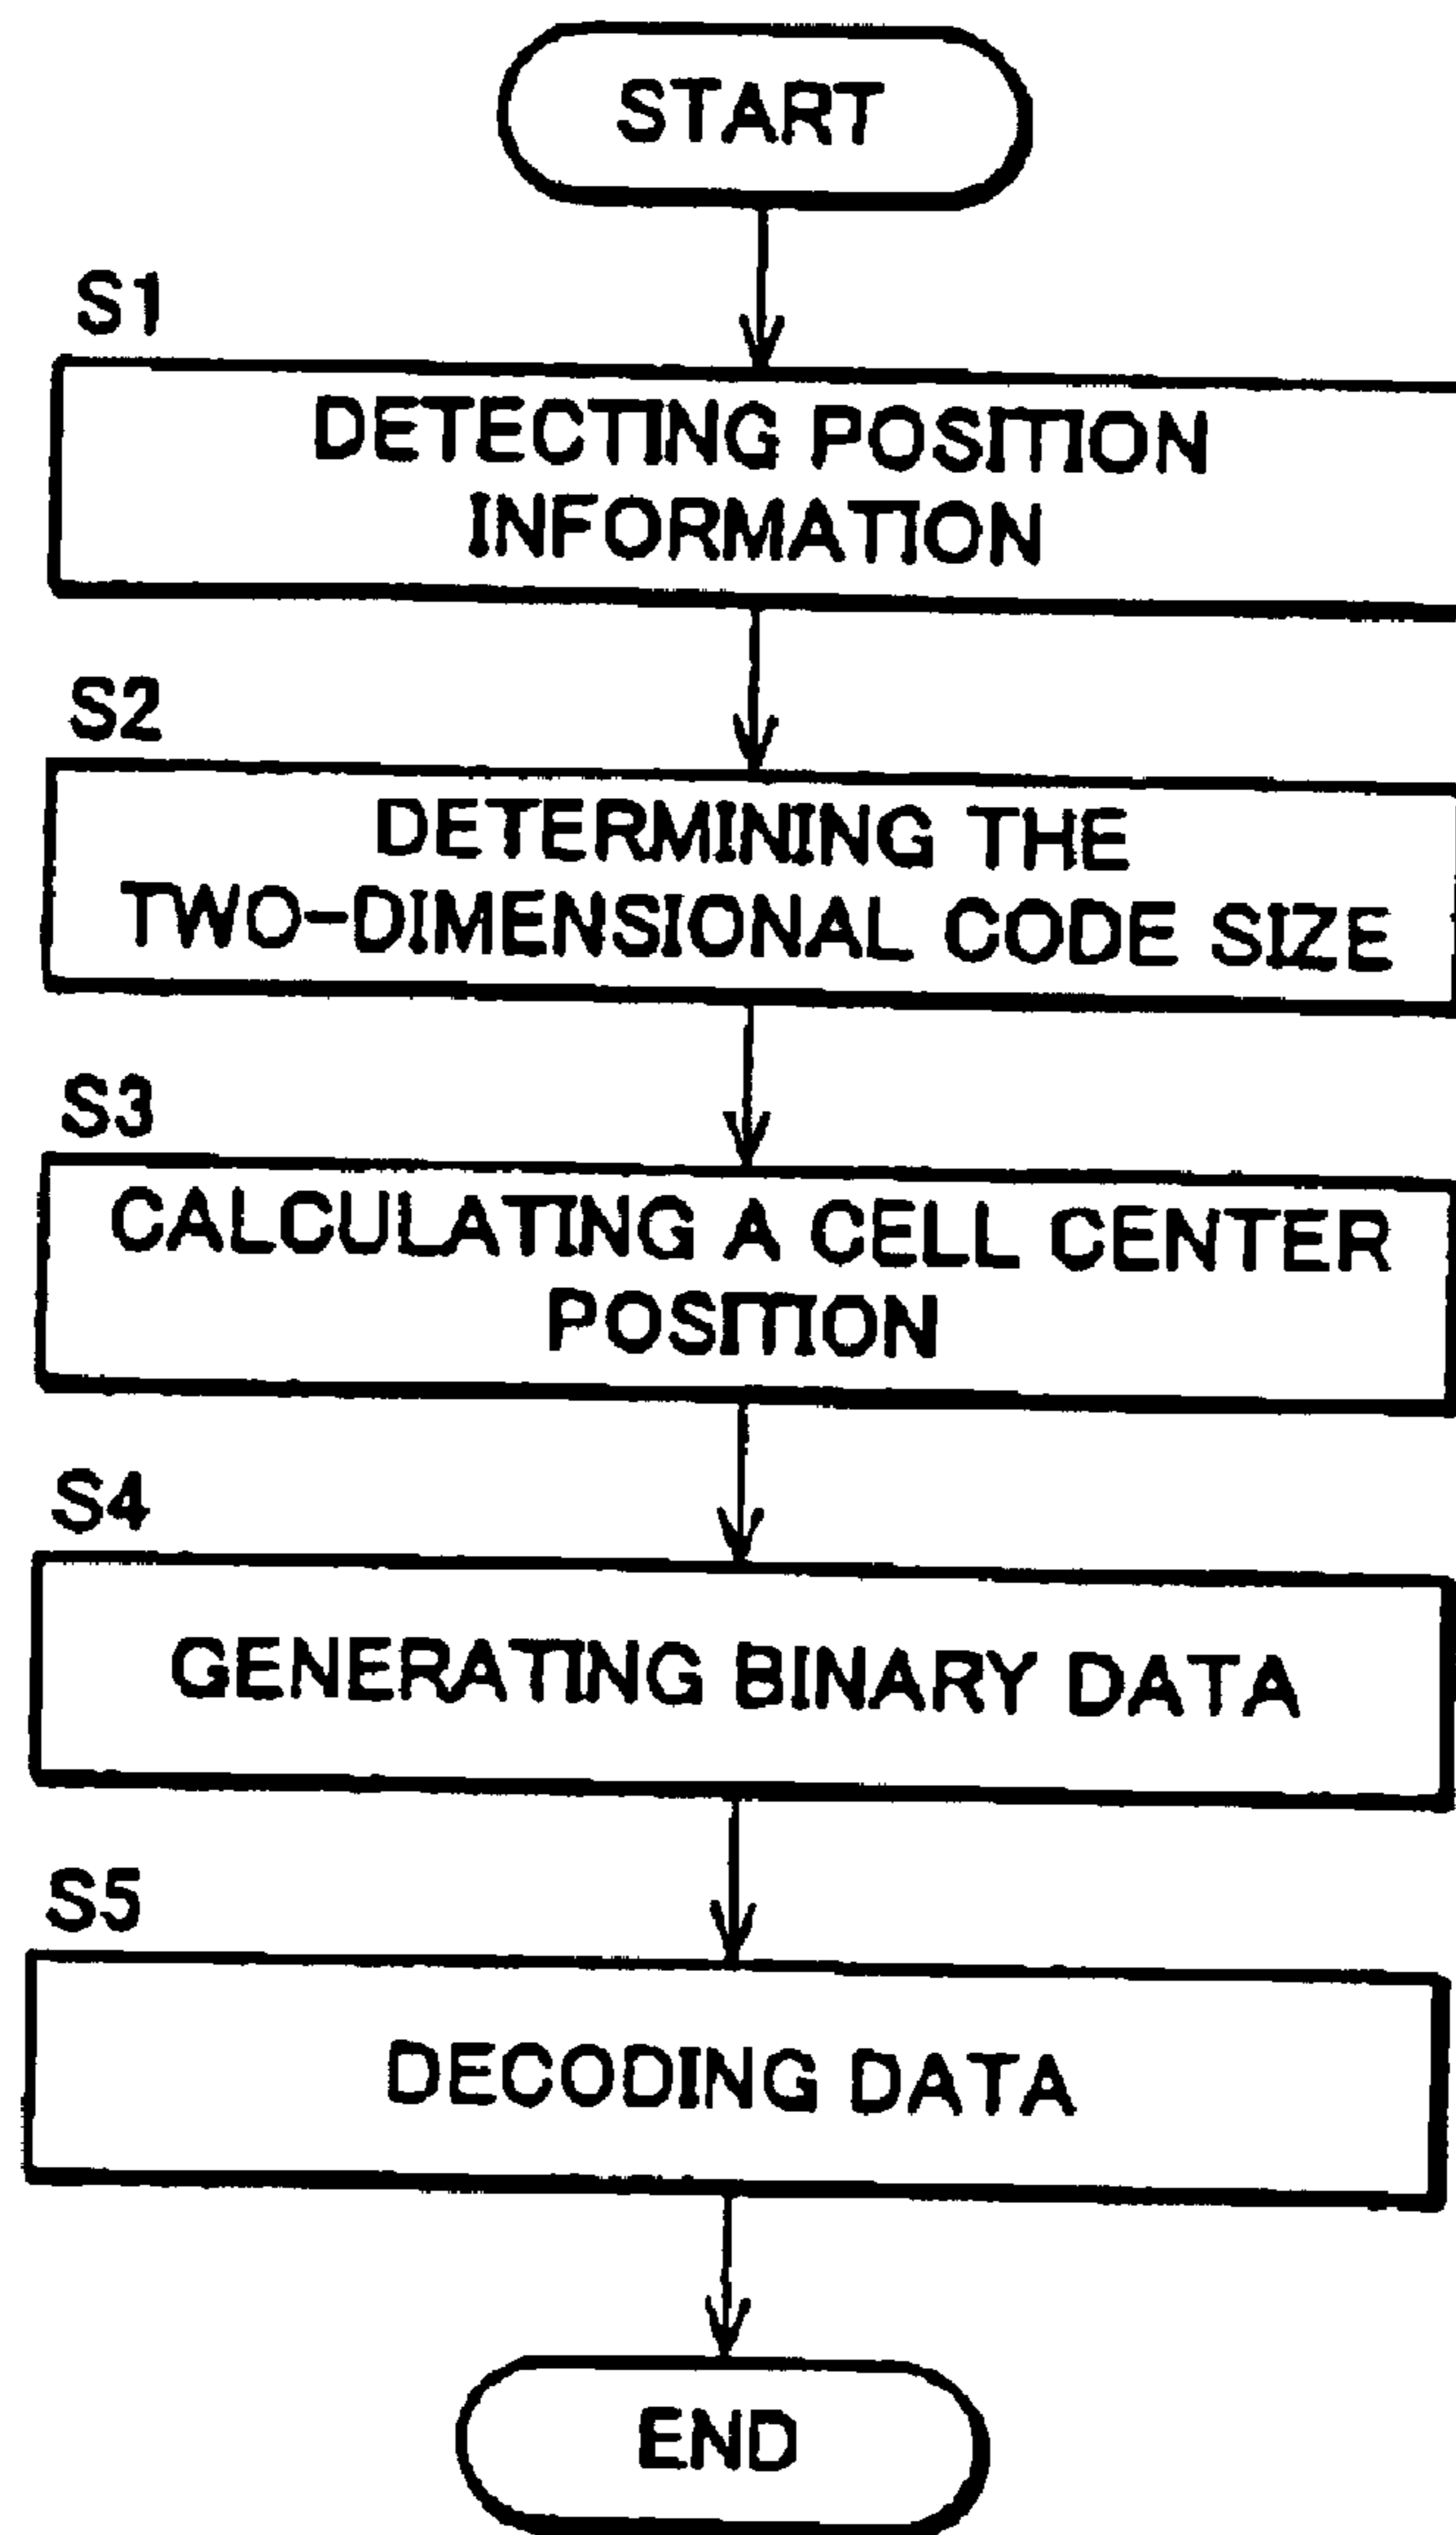 START
S1
DETECTING POSITION
INFORMATION
S2
DETERMINING THE
TWO-DIMENSIONAL CODE SIZE
S3
CALCULATING A CELL CENTER
POSITION
S4
GENERATING BINARY DATA
S5
DECODING DATA
END